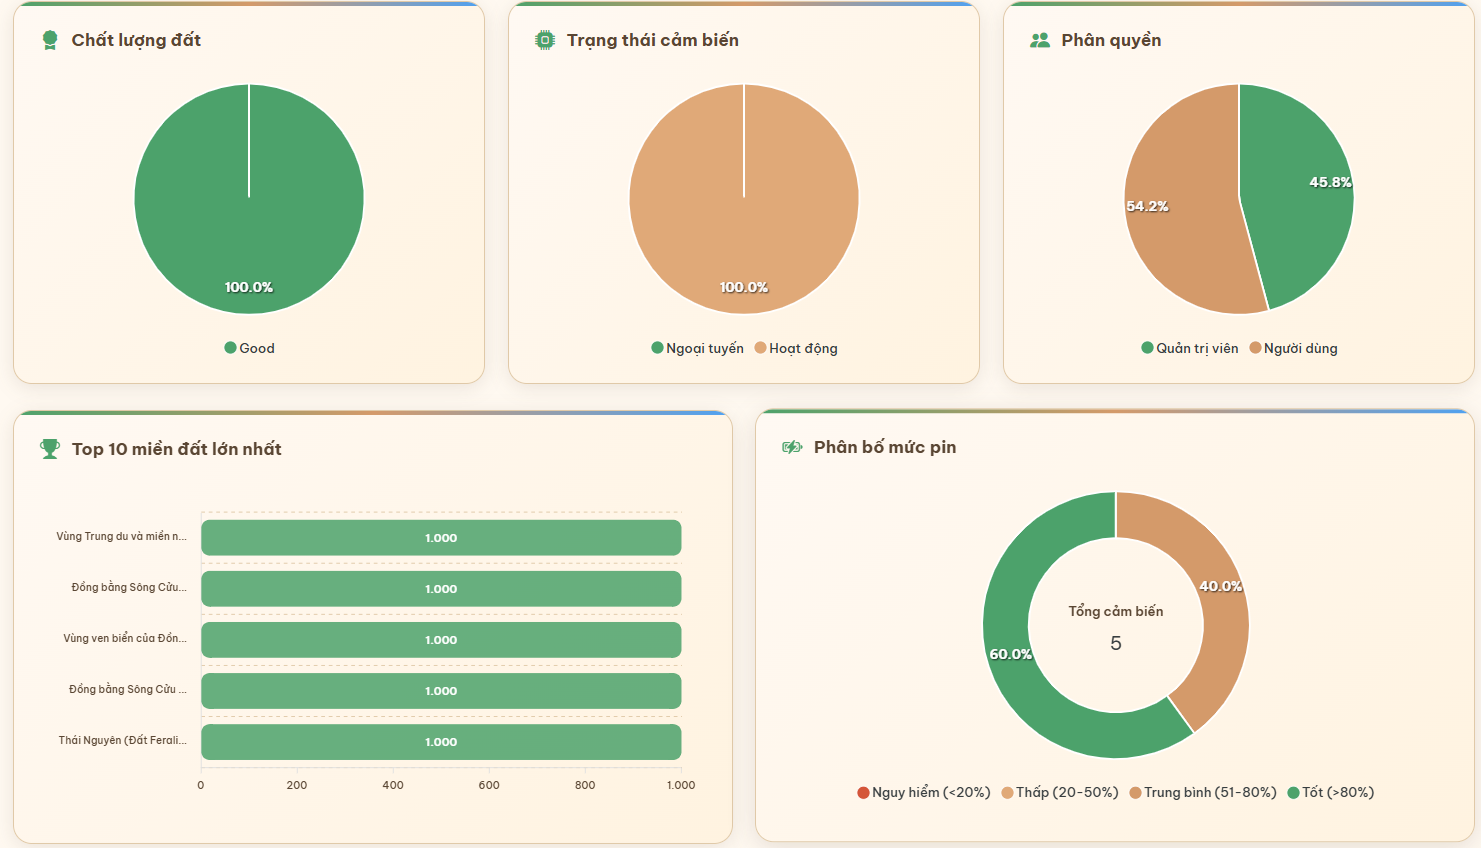 Chất lượng đất
100.0%
Good
Trạng thái cảm biến
100.0%
Ngoại tuyến Hoạt động
Phân quyền
45.8%
54.2%
Quản trị viên Người dùng
Top 10 miền đất lớn nhất
Vùng Trung du và miền n... 1.000
Đồng bằng Sông Cửu... 1.000
Vùng ven biển của Đồn... 1.000
Đồng bằng Sông Cửu ... 1.000
Thái Nguyên (Đất Ferali... 1.000
0 200 400 600 800 1.000
Phân bố mức pin
40.0%
Tổng cảm biến
5
60.0%
Nguy hiểm (<20%) Thấp (20-50%) Trung bình (51-80%) Tốt (>80%)